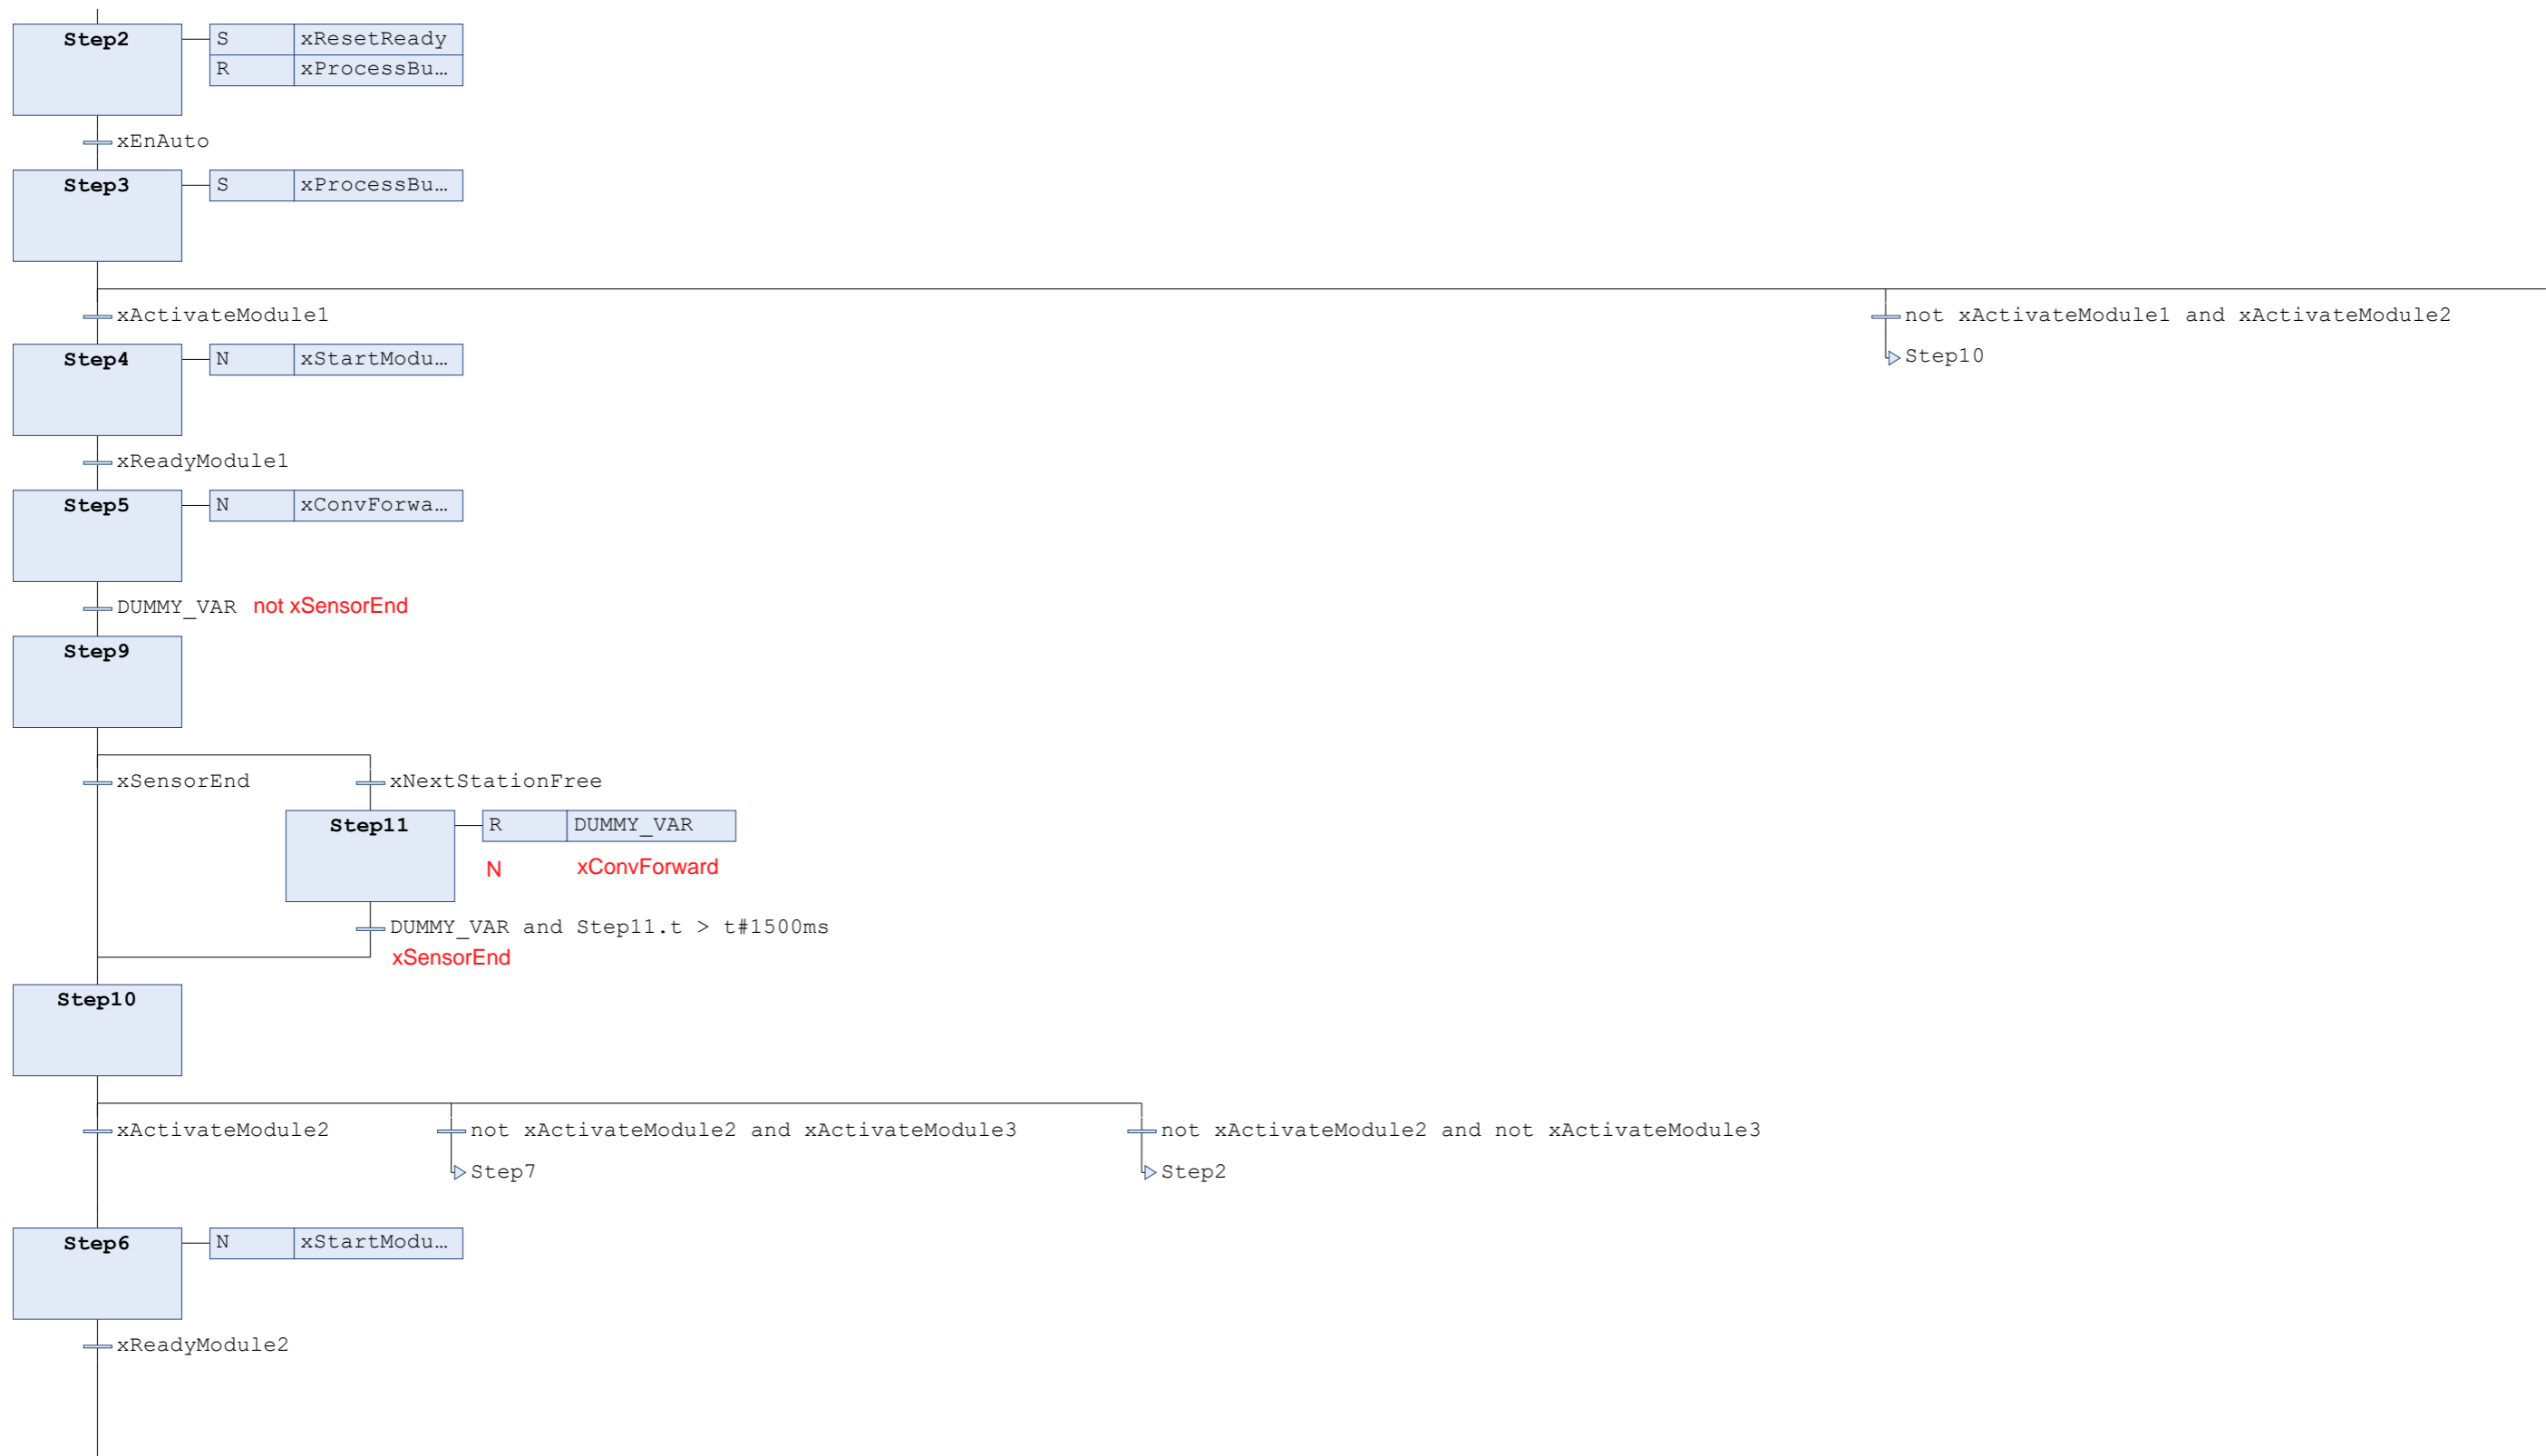 Step2 S xResetReady
R xProcessBu…
xEnAuto
Step3 S xProcessBu…
xActivateModule1 not xActivateModule1 and xActivateModule2
Step4 N xStartModu… Step10
xReadyModule1
Step5 N xConvForwa…
DUMMY_VAR not xSensorEnd
Step9
xSensorEnd xNextStationFree
Step11 R DUMMY_VAR
N xConvForward
DUMMY_VAR and Step11.t > t#1500ms
xSensorEnd
Step10
xActivateModule2 not xActivateModule2 and xActivateModule3 not xActivateModule2 and not xActivateModule3
Step7 Step2
Step6 N xStartModu…
xReadyModule2